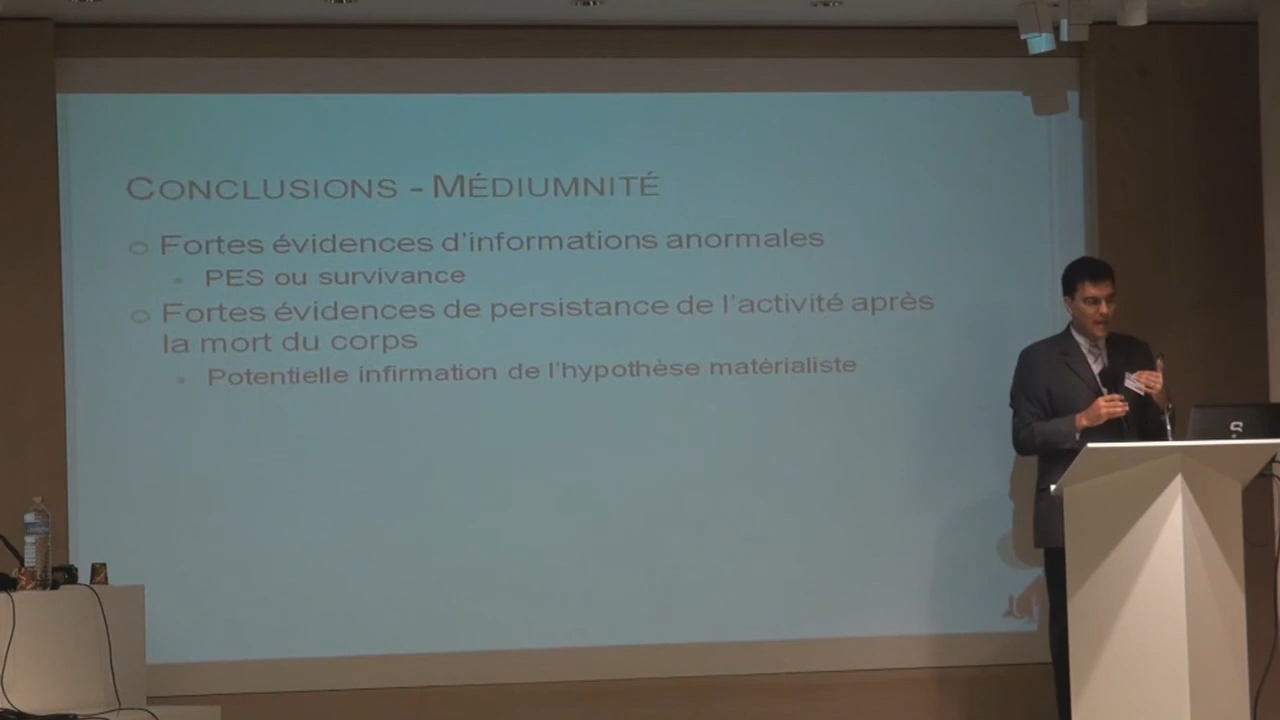 CONCLUSIONS - MÉDIUMNITÉ
Fortes évidences d'informations anormales
PES ou survivance
Fortes évidences de persistance de l'activité après
la mort du corps
Potentielle infirmation de l'hypothèse matérialiste